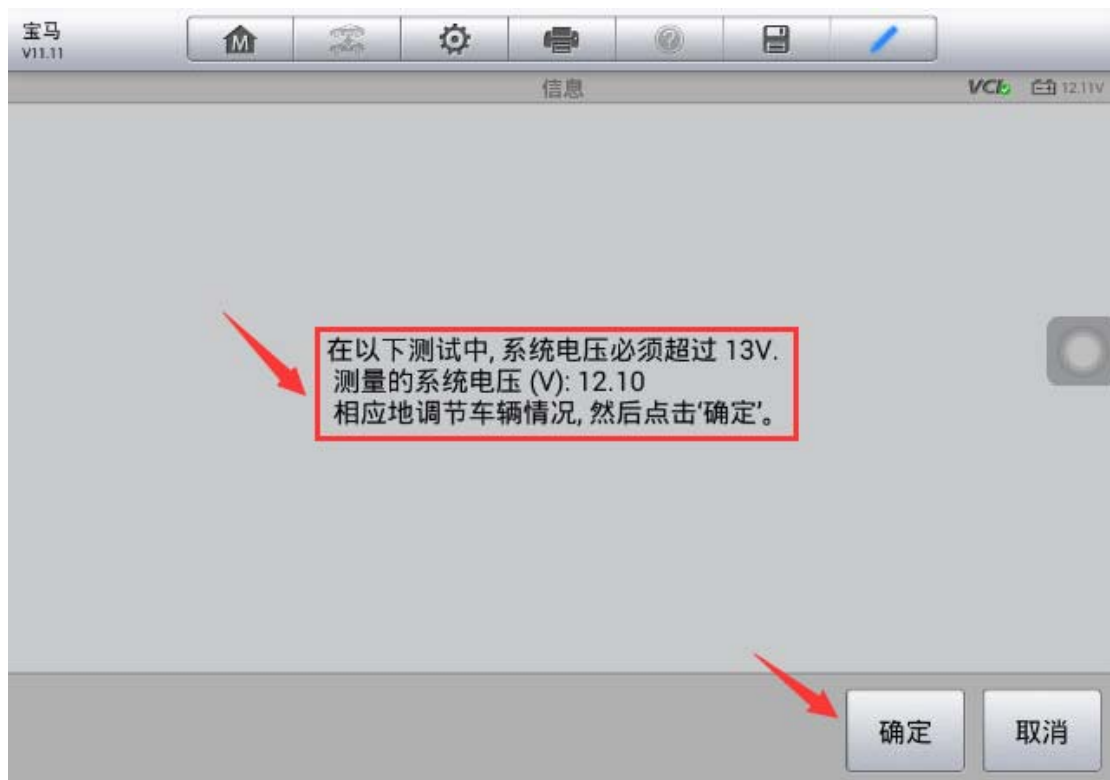 宝马
V11.11
M
信息
VCI
12.11V
在以下测试中, 系统电压必须超过 13V.
测量的系统电压 (V): 12.10
相应地调节车辆情况, 然后点击‘确定’。
确定
取消